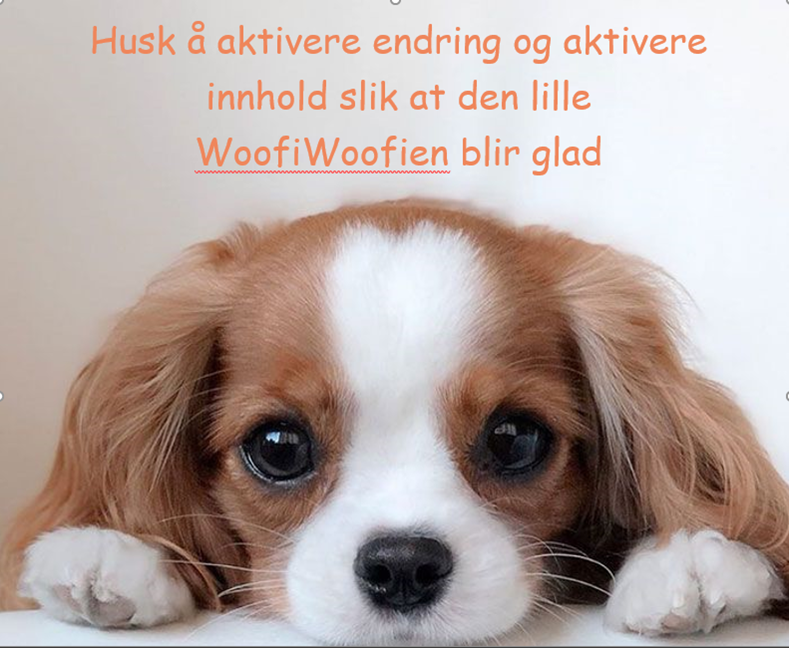 Husk å aktivere endring og aktivere
innhold slik at den lille
WoofiWoofien blir glad